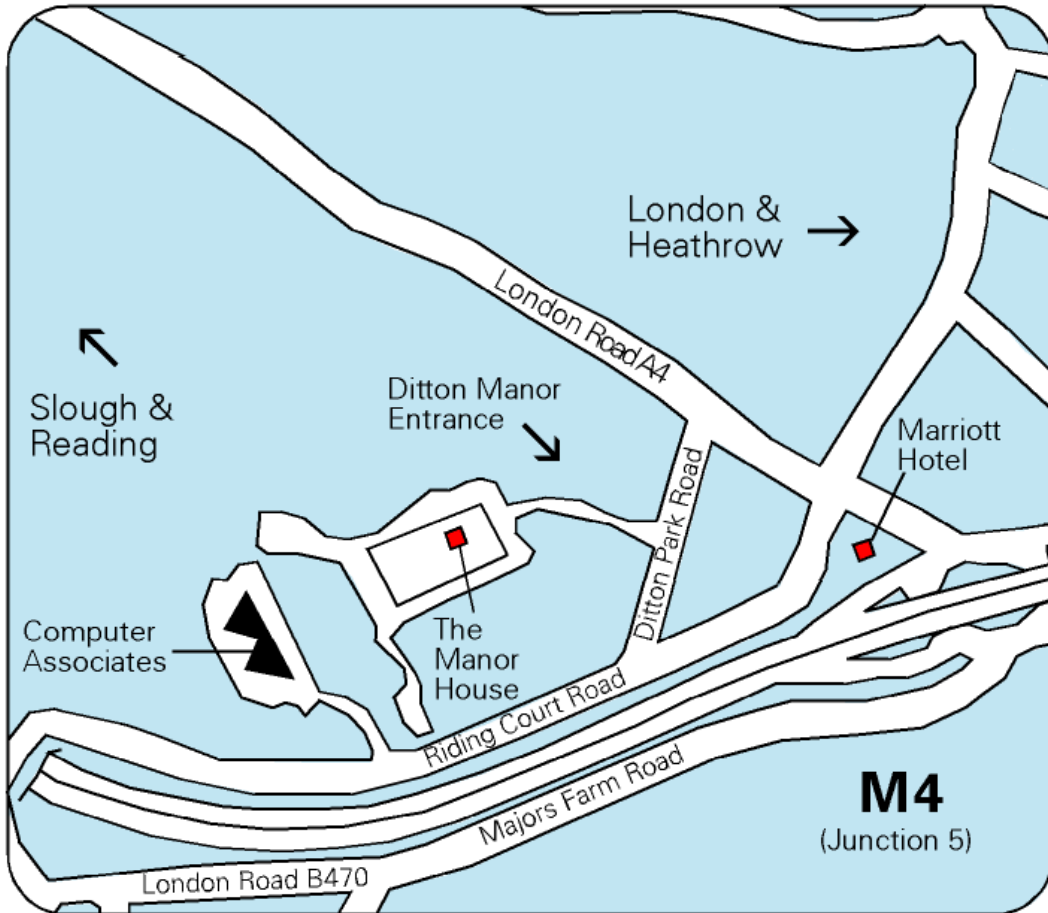 London &
Heathrow
London Road A4
Slough &
Reading
Ditton Manor
Entrance
Marriott
Hotel
Ditton Park Road
Computer
Associates
The
Manor
House
Riding Court Road
Majors Farm Road
M4
(Junction 5)
London Road B470